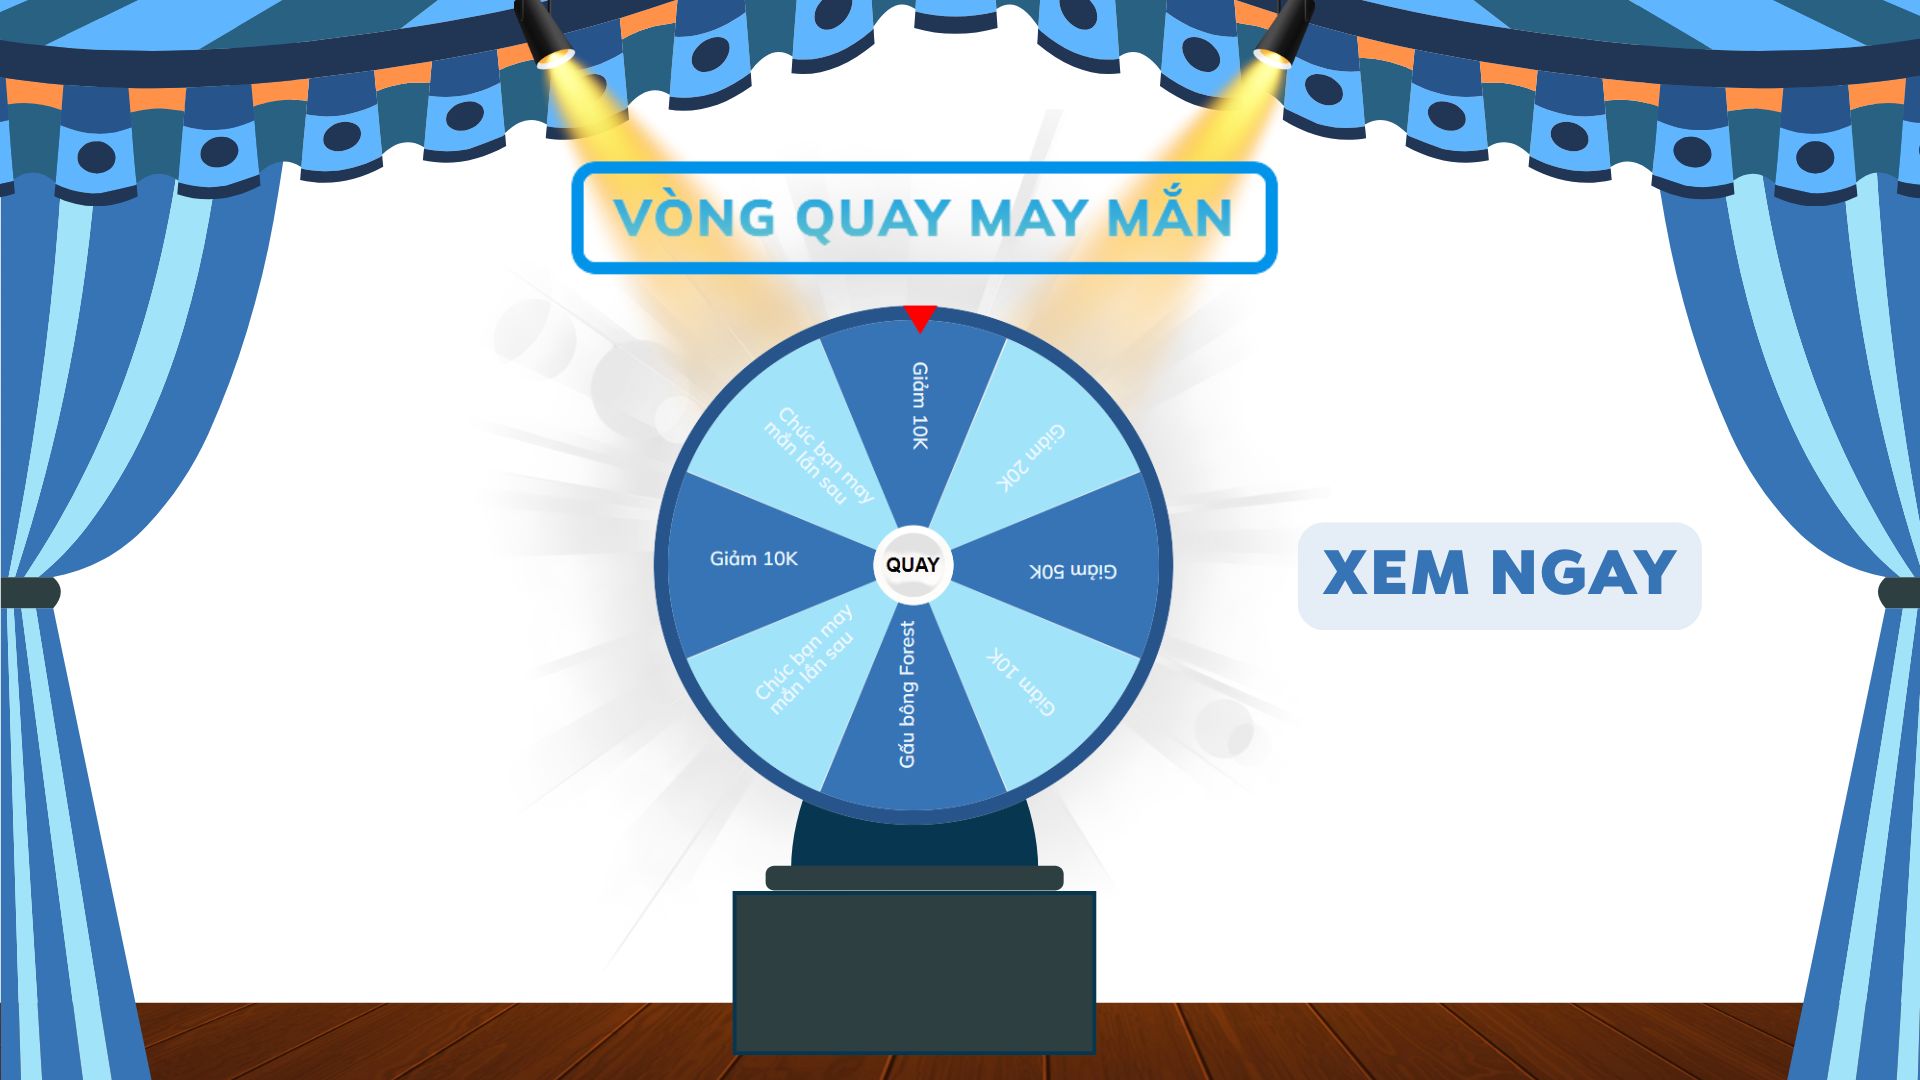 VÒNG QUAY MAY MẮN
Giảm 10K
Giảm 20K
Giảm 50K
Giảm 10K
Gấu bông Forest
Chúc bạn may
mắn lần sau
Giảm 10K
Chúc bạn may
mắn lần sau
QUAY
XEM NGAY